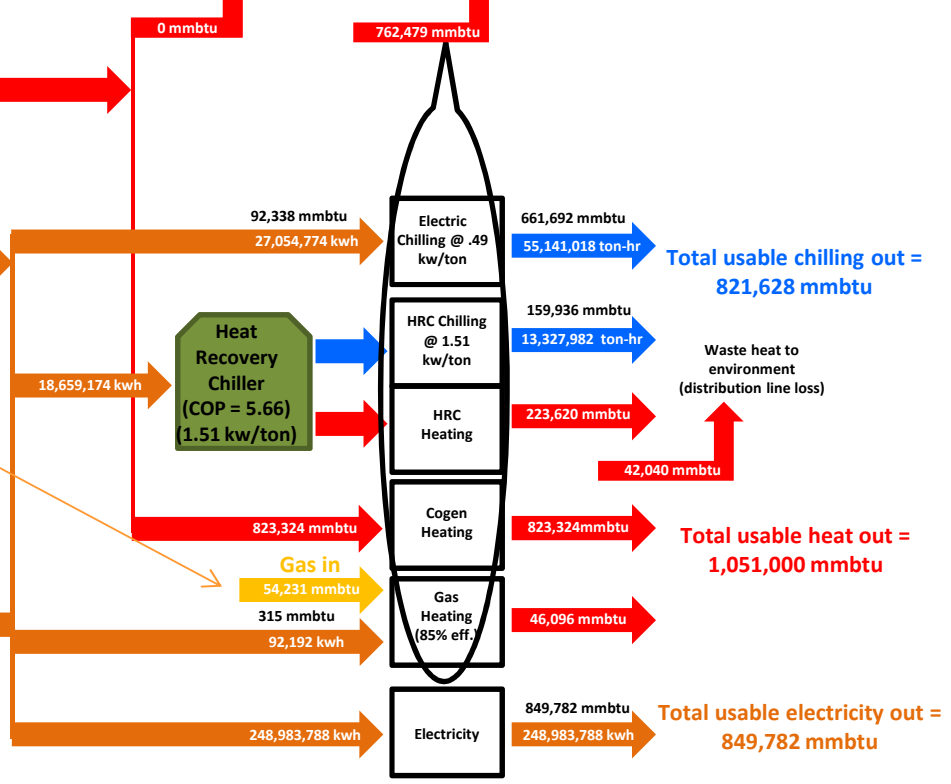 0 mmbtu
762,479 mmbtu
92,338 mmbtu
27,054,774 kwh
Electric
Chilling @ .49
kw/ton
661,692 mmbtu
55,141,018 ton-hr
Total usable chilling out =
821,628 mmbtu
Heat
Recovery
Chiller
(COP = 5.66)
(1.51 kw/ton)
18,659,174 kwh
HRC Chilling
@ 1.51
kw/ton
159,936 mmbtu
13,327,982 ton-hr
Waste heat to
environment
(distribution line loss)
HRC
Heating
223,620 mmbtu
42,040 mmbtu
823,324 mmbtu
Cogen
Heating
823,324mmbtu
Total usable heat out =
1,051,000 mmbtu
Gas in
54,231 mmbtu
315 mmbtu
92,192 kwh
Gas
Heating
(85% eff.)
46,096 mmbtu
248,983,788 kwh
Electricity
849,782 mmbtu
248,983,788 kwh
Total usable electricity out =
849,782 mmbtu